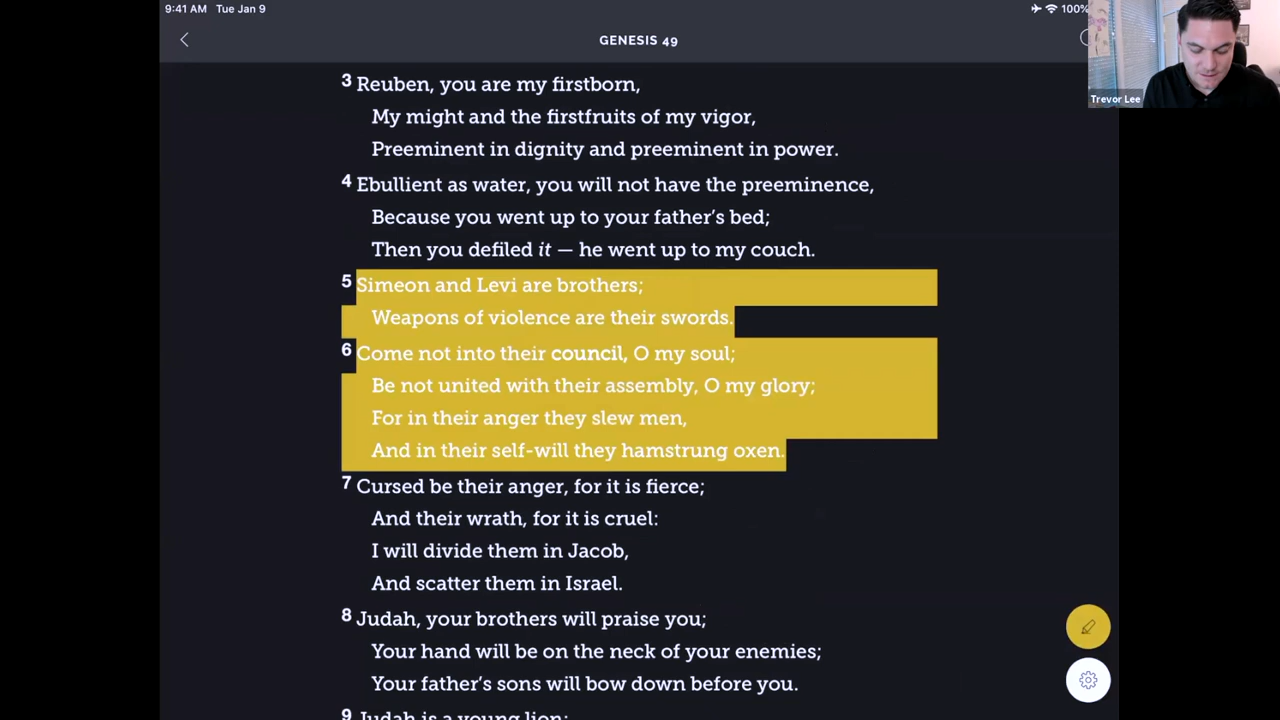 9:41 AM Tue Jan 9 100%
GENESIS 49
Trevor Lee
3 Reuben, you are my firstborn,
My might and the firstfruits of my vigor,
Preeminent in dignity and preeminent in power.
4 Ebullient as water, you will not have the preeminence,
Because you went up to your father’s bed;
Then you defiled it — he went up to my couch.
5 Simeon and Levi are brothers;
Weapons of violence are their swords.
6 Come not into their council, O my soul;
Be not united with their assembly, O my glory;
For in their anger they slew men,
And in their self-will they hamstrung oxen.
7 Cursed be their anger, for it is fierce;
And their wrath, for it is cruel:
I will divide them in Jacob,
And scatter them in Israel.
8 Judah, your brothers will praise you;
Your hand will be on the neck of your enemies;
Your father’s sons will bow down before you.
9 Judah is a young lion;